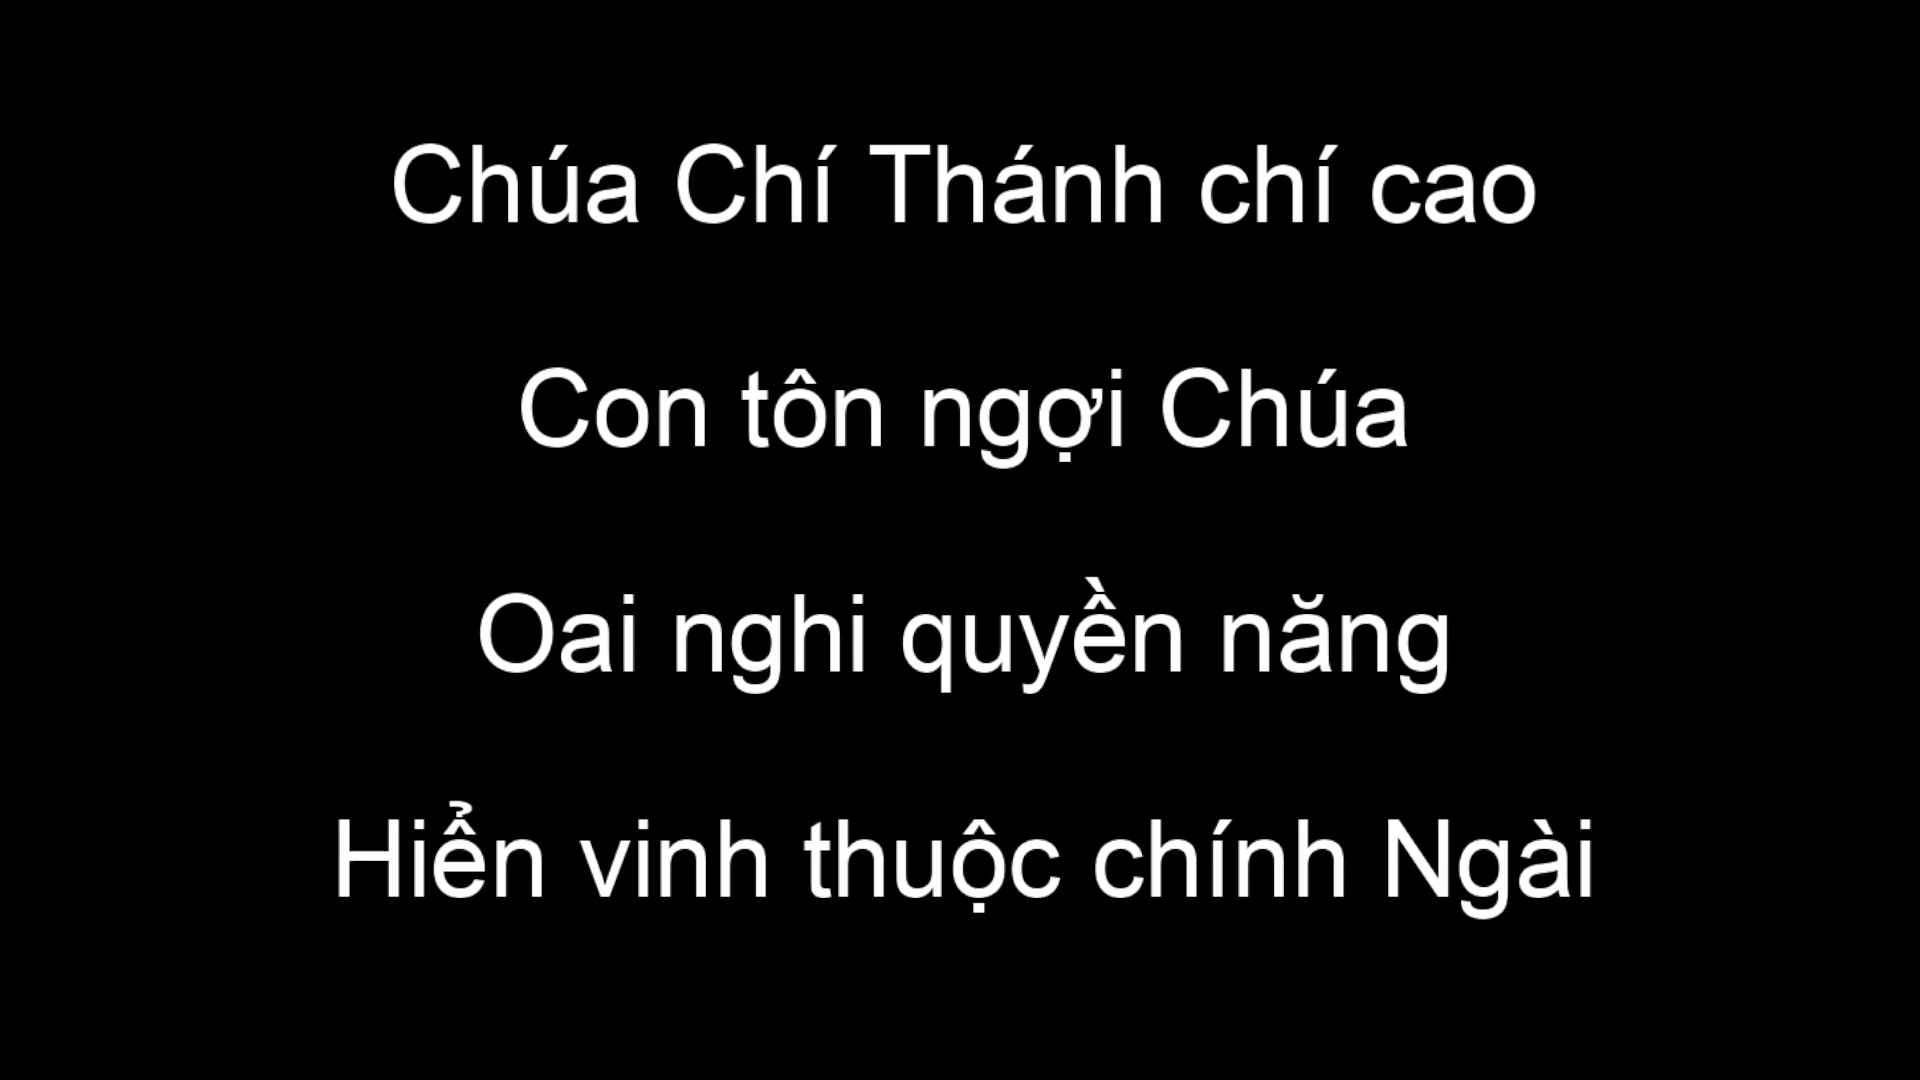 Chúa Chí Thánh chí cao
Con tôn ngợi Chúa
Oai nghi quyền năng
Hiển vinh thuộc chính Ngài